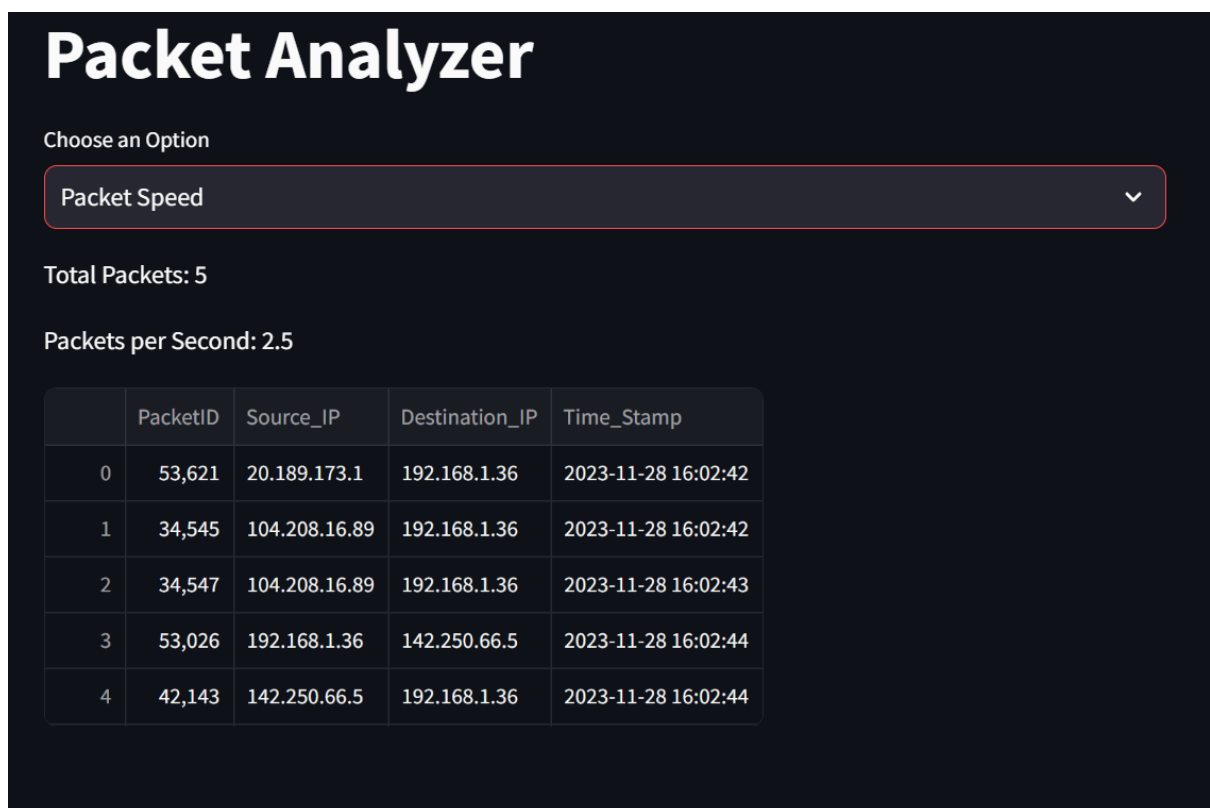 Packet Analyzer
Choose an Option
Packet Speed
Total Packets: 5
Packets per Second: 2.5
PacketID Source_IP Destination_IP Time_Stamp
0 53,621 20.189.173.1 192.168.1.36 2023-11-28 16:02:42
1 34,545 104.208.16.89 192.168.1.36 2023-11-28 16:02:42
2 34,547 104.208.16.89 192.168.1.36 2023-11-28 16:02:43
3 53,026 192.168.1.36 142.250.66.5 2023-11-28 16:02:44
4 42,143 142.250.66.5 192.168.1.36 2023-11-28 16:02:44